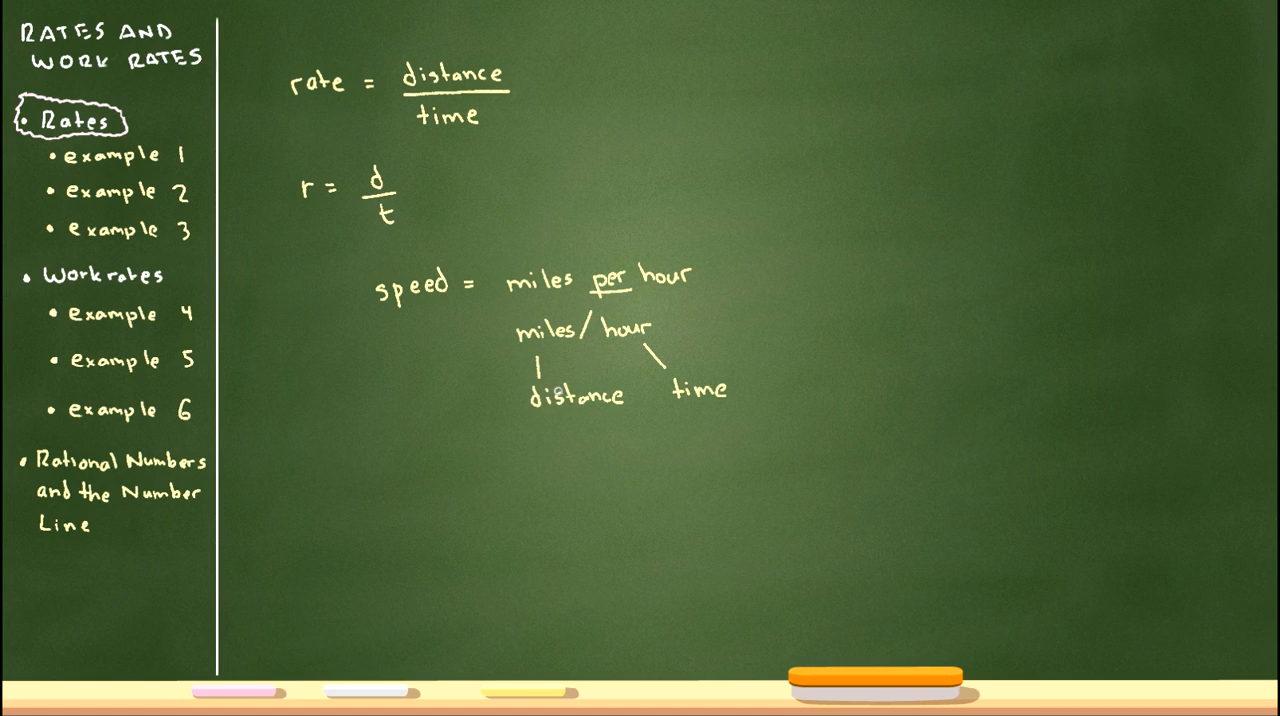 RATES AND
WORK RATES
• Rates
• example 1
• example 2
• example 3
• Work rates
• example 4
• example 5
• example 6
• Rational Numbers
and the Number
Line
rate = distance
time
r = d
t
speed = miles per hour
miles / hour
distance time